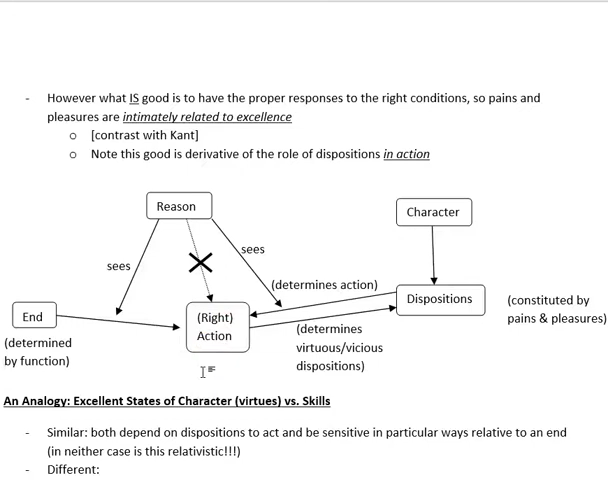 - However what IS good is to have the proper responses to the right conditions, so pains and
pleasures are intimately related to excellence
o [contrast with Kant]
o Note this good is derivative of the role of dispositions in action
Reason
Character
sees
sees
(determines action)
Dispositions
(constituted by
pains & pleasures)
End
(Right)
Action
(determined
by function)
(determines
virtuous/vicious
dispositions)
An Analogy: Excellent States of Character (virtues) vs. Skills
- Similar: both depend on dispositions to act and be sensitive in particular ways relative to an end
(in neither case is this relativistic!!!)
- Different: